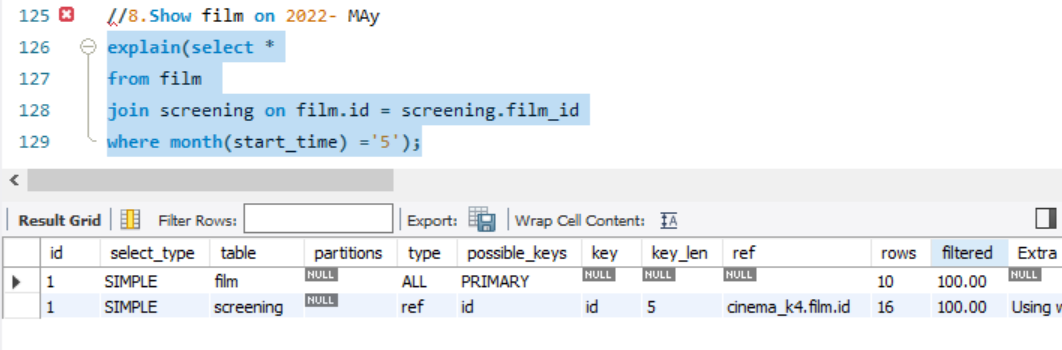 125 //8.Show film on 2022- MAy
126 explain(select *
127 from film
128 join screening on film.id = screening.film_id
129 where month(start_time) ='5');
Result Grid Filter Rows: Export: Wrap Cell Content: IA
id select_type table partitions type possible_keys key key_len ref rows filtered Extra
1 SIMPLE film NULL ALL PRIMARY NULL NULL NULL 10 100.00 NULL
1 SIMPLE screening NULL ref id id 5 cinema_k4.film.id 16 100.00 Using w